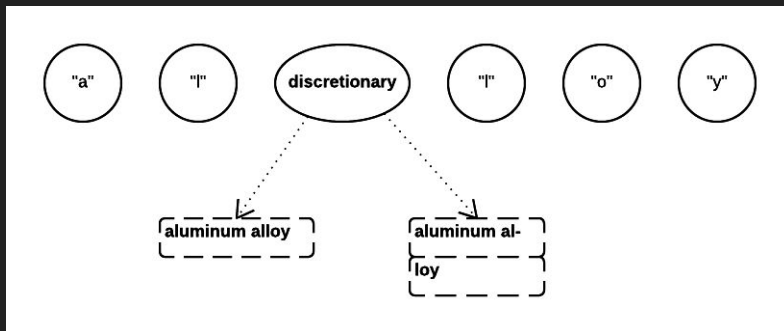 "a" "l" discretionary "l" "o" "y"
aluminum alloy aluminum al-
loy